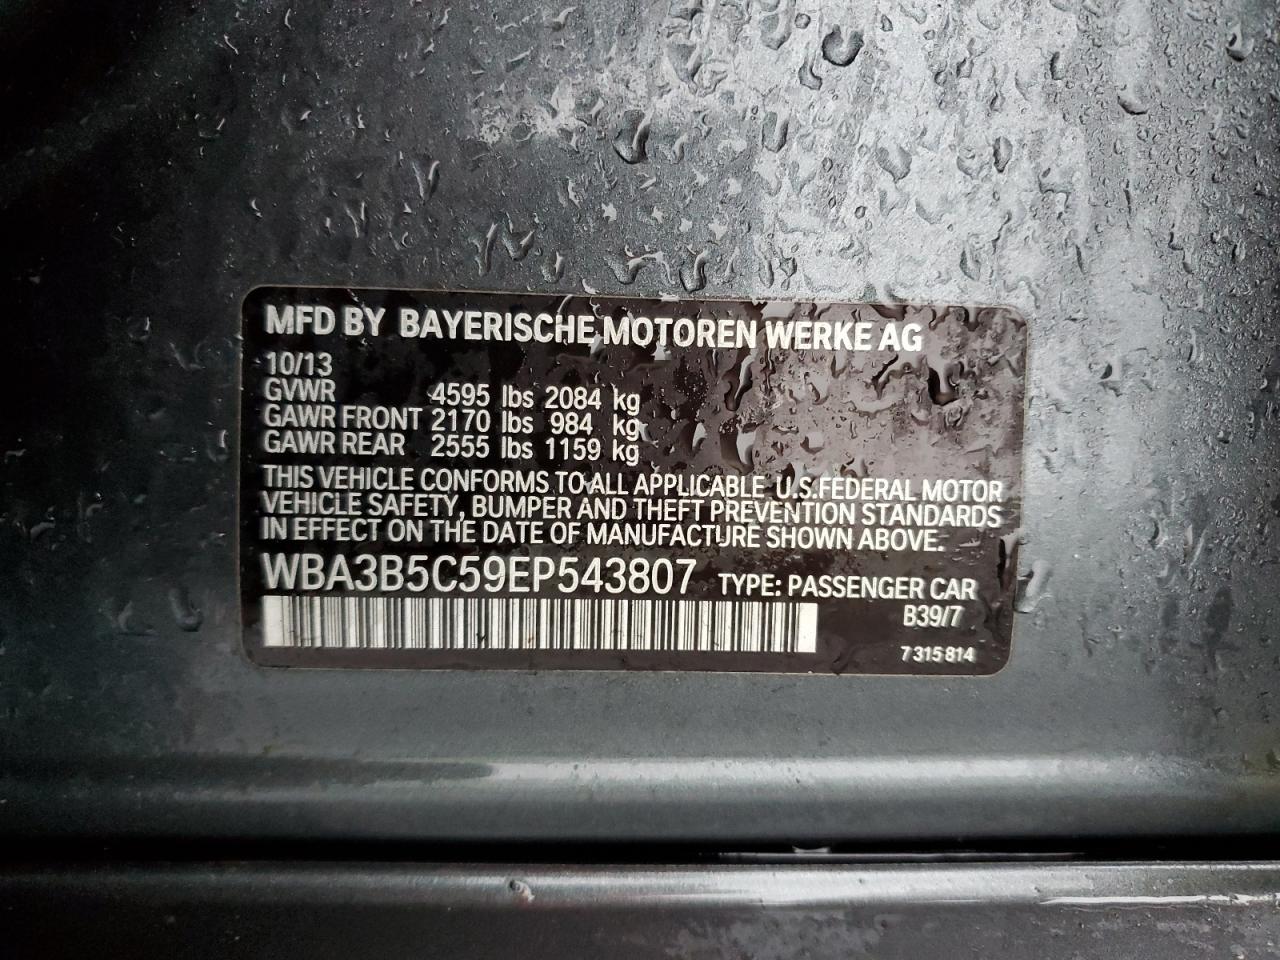 MFD BY BAYERISCHE MOTOREN WERKE AG
10/13
GVWR 4595 lbs 2084 kg
GAWR FRONT 2170 lbs 984 kg
GAWR REAR 2555 lbs 1159 kg
THIS VEHICLE CONFORMS TO ALL APPLICABLE U.S.FEDERAL MOTOR
VEHICLE SAFETY, BUMPER AND THEFT PREVENTION STANDARDS
IN EFFECT ON THE DATE OF MANUFACTURE SHOWN ABOVE.
WBA3B5C59EP543807 TYPE: PASSENGER CAR
B39/7
7 315 814